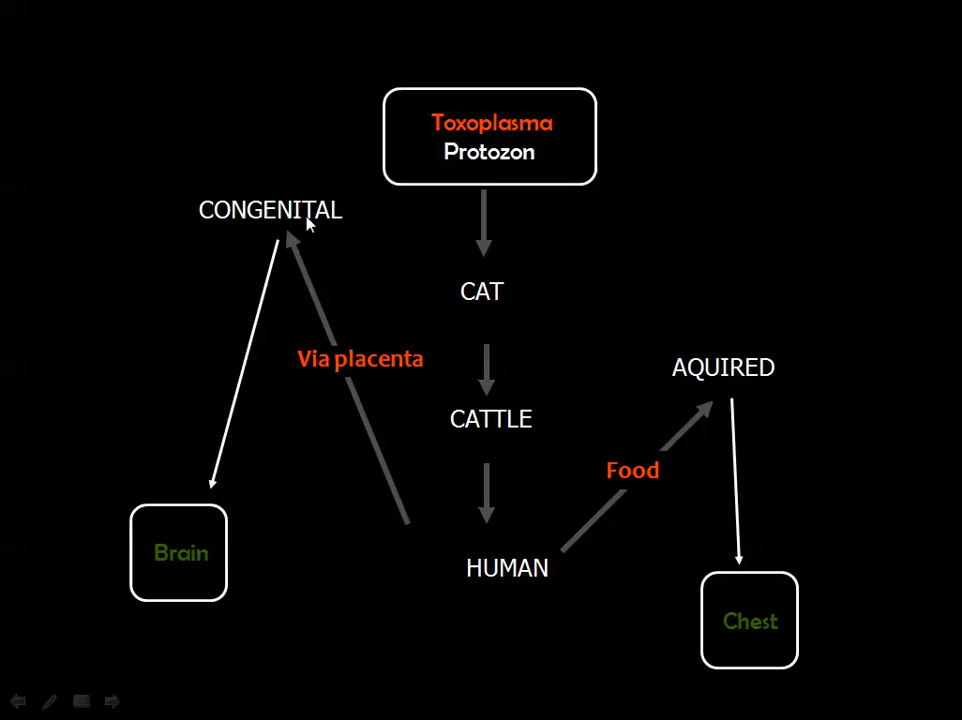 Toxoplasma
Protozon
CONGENITAL
CAT
Via placenta
AQUIRED
CATTLE
Food
Brain
HUMAN
Chest